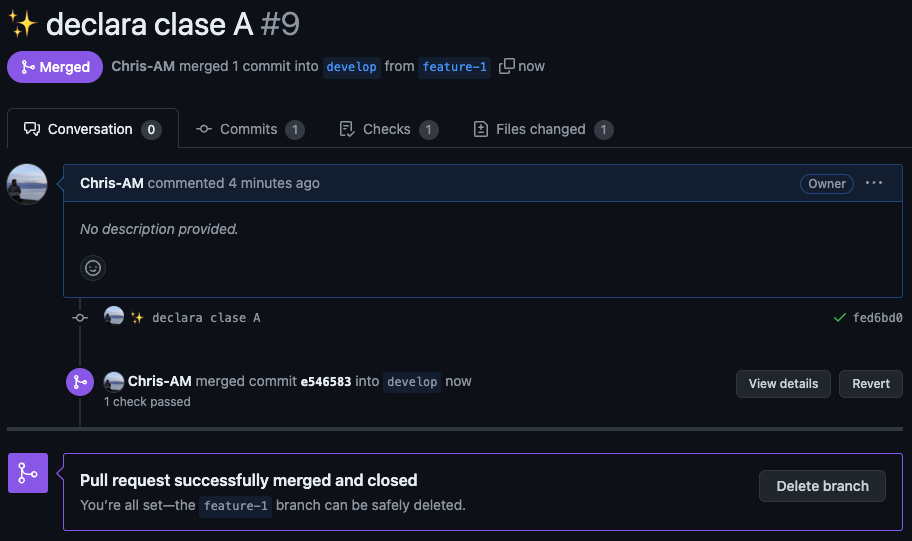 ✨ declara clase A #9
Merged Chris-AM merged 1 commit into develop from feature-1 now
Conversation 0 Commits 1 Checks 1 Files changed 1
Chris-AM commented 4 minutes ago Owner ...
No description provided.
✨ declara clase A fed6bd0
Chris-AM merged commit e546583 into develop now View details Revert
1 check passed
Pull request successfully merged and closed
You're all set—the feature-1 branch can be safely deleted. Delete branch